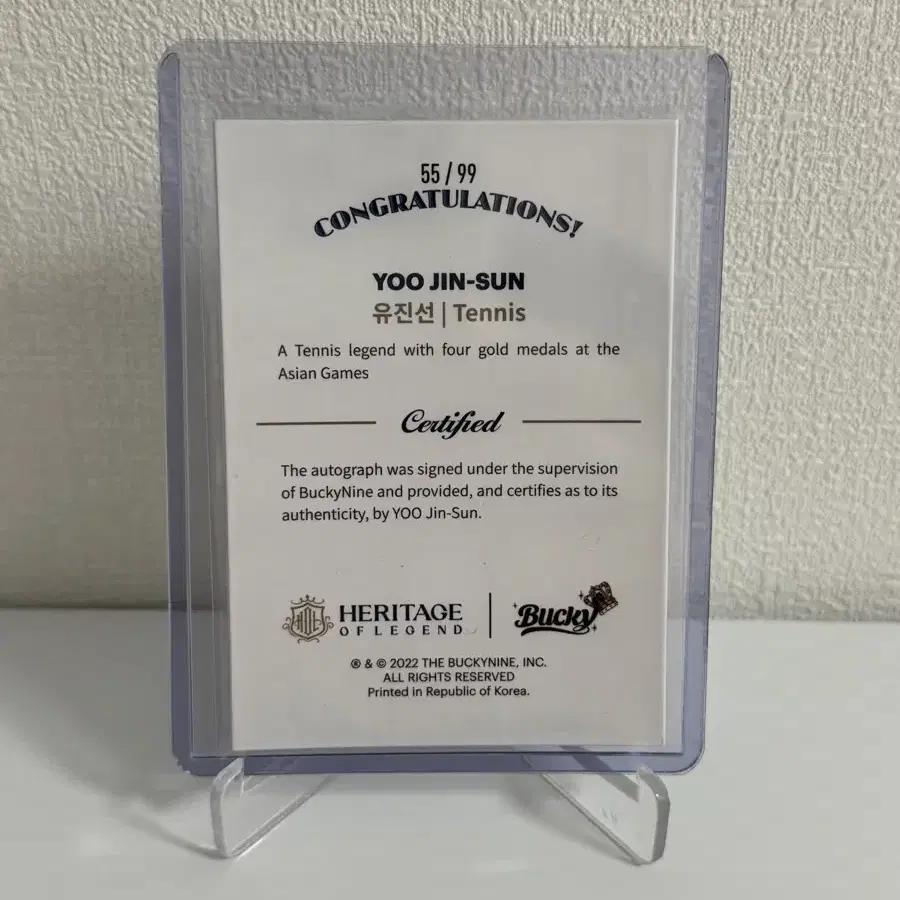 55 / 99
CONGRATULATIONS!
YOO JIN-SUN
유진선 | Tennis
A Tennis legend with four gold medals at the
Asian Games
Certified
The autograph was signed under the supervision
of BuckyNine and provided, and certifies as to its
authenticity, by YOO Jin-Sun.
HERITAGE
OF LEGEND
Bucky
® & © 2022 THE BUCKYNINE, INC.
ALL RIGHTS RESERVED
Printed in Republic of Korea.